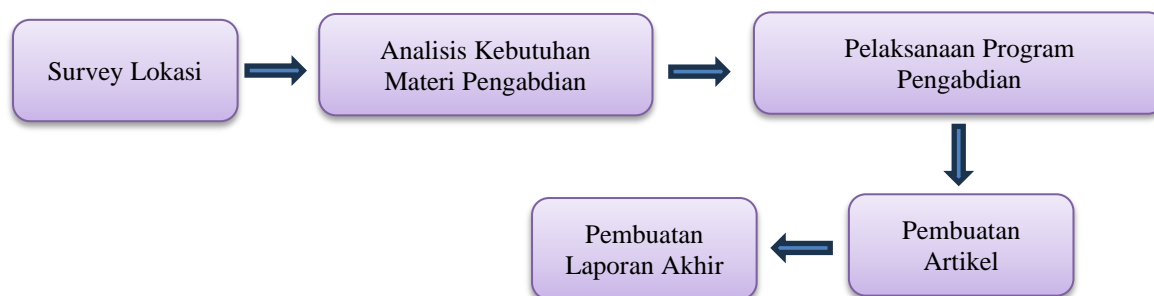 Survey Lokasi
Analisis Kebutuhan
Materi Pengabdian
Pelaksanaan Program
Pengabdian
Pembuatan
Artikel
Pembuatan
Laporan Akhir